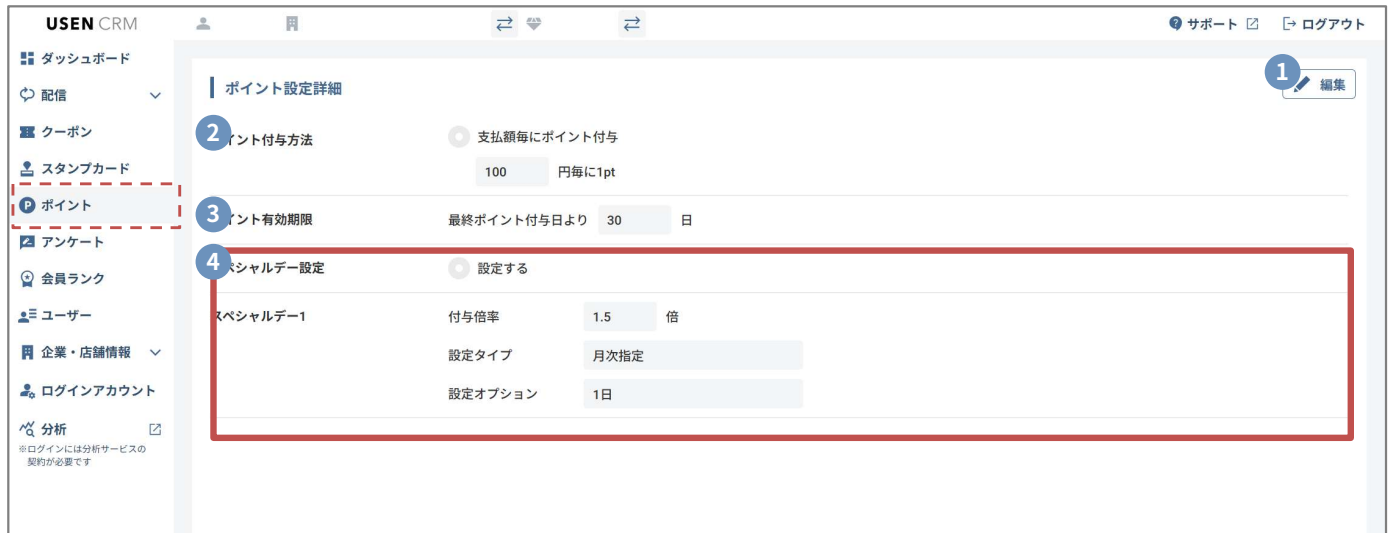 USEN CRM
サポート
ログアウト
ダッシュボード
配信
クーポン
スタンプカード
ポイント
アンケート
会員ランク
ユーザー
企業・店舗情報
ログインアカウント
分析
※ログインには分析サービスの
契約が必要です
ポイント設定詳細
1
編集
2 イント付与方法
支払額毎にポイント付与
100 円毎に1pt
3 イント有効期限
最終ポイント付与日より 30 日
4 ペシャルデー設定
設定する
スペシャルデー1
付与倍率 1.5 倍
設定タイプ 月次指定
設定オプション 1日